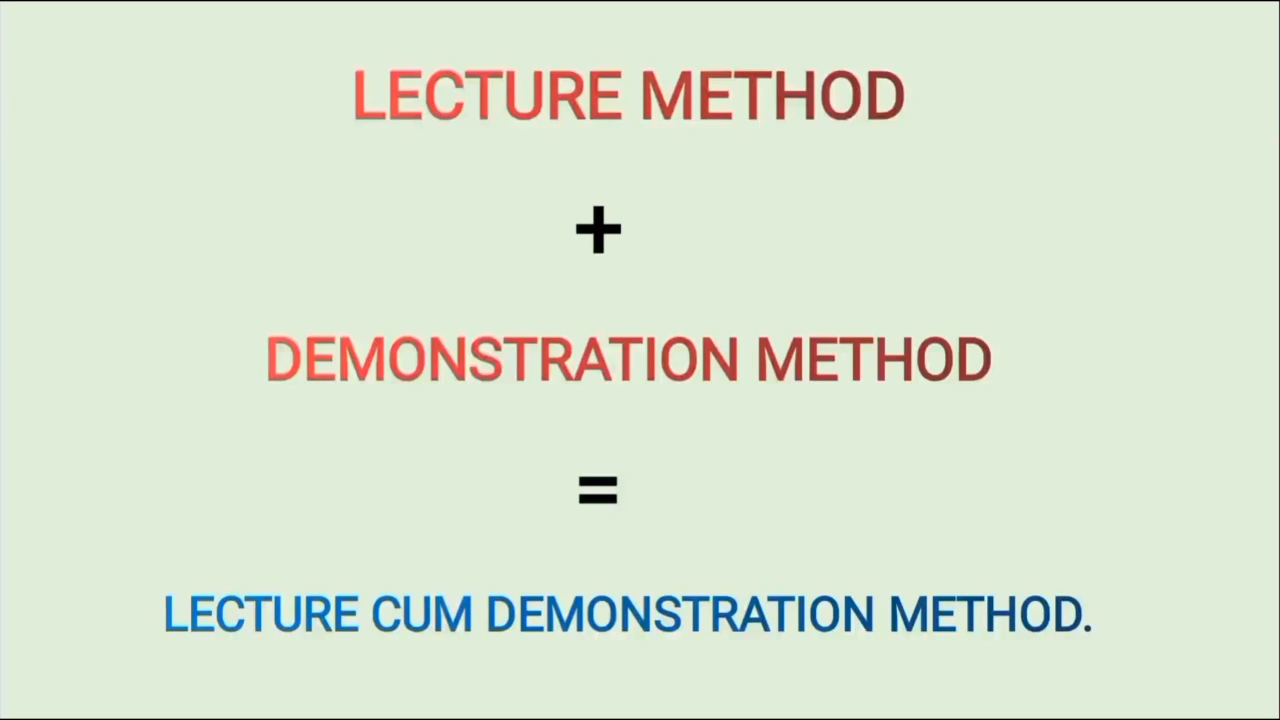 LECTURE METHOD
+
DEMONSTRATION METHOD
=
LECTURE CUM DEMONSTRATION METHOD.